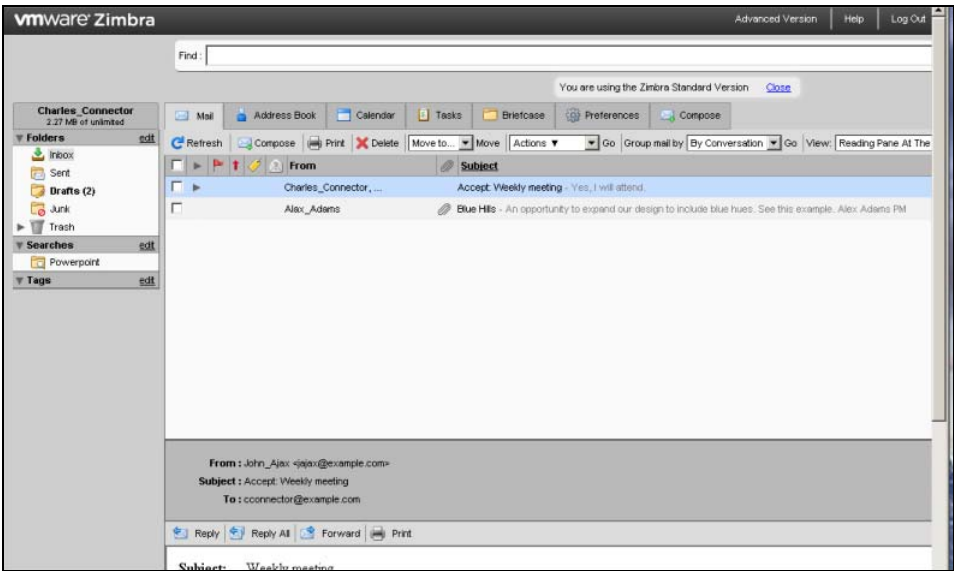 vmware Zimbra
Advanced Version Help Log Out
Find :
You are using the Zimbra Standard Version Close
Charles_Connector
2.27 MB of unlimited
Mail Address Book Calendar Tasks Briefcase Preferences Compose
Folders edit
Refresh Compose Print Delete Move to... Move Actions Go Group mail by By Conversation Go View: Reading Pane At The
Inbox
From Subject
Sent
Charles_Connector, ... Accept: Weekly meeting - Yes, I will attend.
Drafts (2)
Junk
Alax_Adams Blue Hills - An opportunity to expand our design to include blue hues. See this example. Alex Adams PM
Trash
Searches edit
Powerpoint
Tags edit
From : John_Ajax <jajax@example.com>
Subject : Accept: Weekly meeting
To : cconnector@example.com
Reply Reply All Forward Print
Subject: Weekly meeting